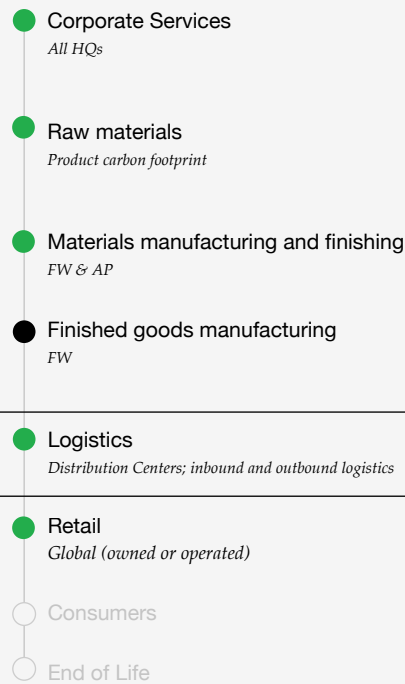 Corporate Services
All HQs
Raw materials
Product carbon footprint
Materials manufacturing and finishing
FW & AP
Finished goods manufacturing
FW
Logistics
Distribution Centers; inbound and outbound logistics
Retail
Global (owned or operated)
Consumers
End of Life